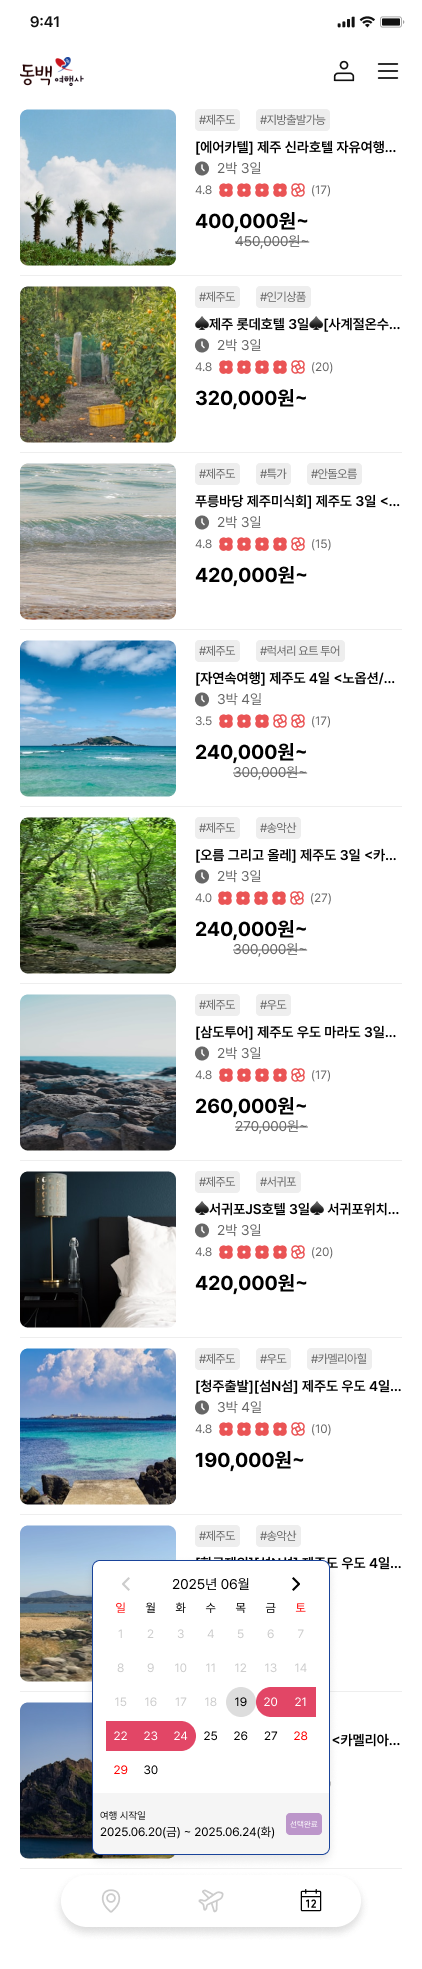 9:41
동백 여행사
#제주도 #지방출발가능
[에어카텔] 제주 신라호텔 자유여행...
2박 3일
4.8 (17)
400,000원~
450,000원~
#제주도 #인기상품
♠제주 롯데호텔 3일♠[사계절온수...
2박 3일
4.8 (20)
320,000원~
#제주도 #특가 #안돌오름
푸릉바당 제주미식회] 제주도 3일 <...
2박 3일
4.8 (15)
420,000원~
#제주도 #럭셔리 요트 투어
[자연속여행] 제주도 4일 <노옵션/...
3박 4일
3.5 (17)
240,000원~
300,000원~
#제주도 #송악산
[오름 그리고 올레] 제주도 3일 <카...
2박 3일
4.0 (27)
240,000원~
300,000원~
#제주도 #우도
[삼도투어] 제주도 우도 마라도 3일...
2박 3일
4.8 (17)
260,000원~
270,000원~
#제주도 #서귀포
♠서귀포JS호텔 3일♠ 서귀포위치...
2박 3일
4.8 (20)
420,000원~
#제주도 #우도 #카멜리아힐
[청주출발][섬N섬] 제주도 우도 4일...
3박 4일
4.8 (10)
190,000원~
#제주도 #송악산
제주도 우도 4일...
<카멜리아...
2025년 06월
일 월 화 수 목 금 토
1 2 3 4 5 6 7
8 9 10 11 12 13 14
15 16 17 18 19 20 21
22 23 24 25 26 27 28
29 30
여행 시작일
2025.06.20(금) ~ 2025.06.24(화)
선택완료
12